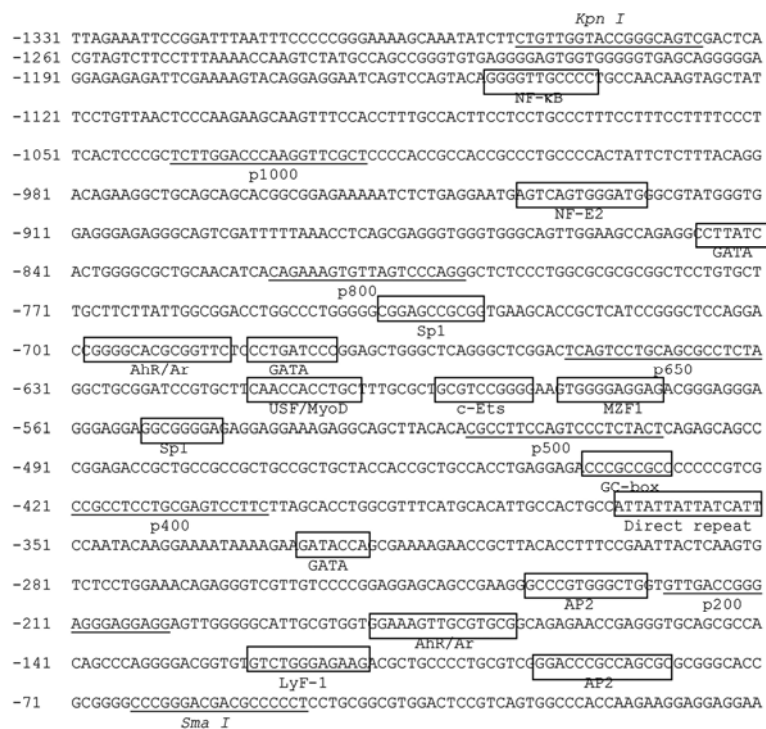 Kpn I
-1331 TTAGAAATTCCGGATTTAATTTCCCCCGGGAAAAGCAAATATCTTCTGTTGGTACCGGGCAGTCGACTCA
-1261 CGTAGTCTTCCTTTAAAACCAAGTCTATGCCAGCCGGGTGTGAGGGGAGTGGTGGGGGTGAGCAGGGGGA
-1191 GGAGAGAGATTCGAAAAGTACAGGAGGAATCAGTCCAGTACAGGGGTTGCCCCTGCCAACAAGTAGCTAT
NF-κB
-1121 TCCTGTTAACTCCCAAGAAGCAAGTTTCCACCTTTGCCACTTCCTCCTGCCCTTTCCTTTCCTTTTCCCT
-1051 TCACTCCCGCTCTTGGACCCAAGGTTCGCTCCCCACCGCCACCGCCCTGCCCCACTATTCTCTTTACAGG
p1000
-981 ACAGAAGGCTGCAGCAGCACGGCGGAGAAAAATCTCTGAGGAATGAGTCAGTGGGATGGGCGTATGGGTG
NF-E2
-911 GAGGGAGAGGGCAGTCGATTTTTAAACCTCAGCGAGGGTGGGTGGGCAGTTGGAAGCCAGAGGCCTTATC
GATA
-841 ACTGGGGCGCTGCAACATCACAGAAAGTGTTAGTCCCAGGGCTCTCCCTGGCGCGCGGCTCCTGTGCT
p800
-771 TGCTTCTTATTGGCGGACCTGGCCCTGGGGGCGGAGCCGCGGTGAAGCACCGCTCATCCGGGCTCCAGGA
Sp1
-701 CCGGGGCACGCGGTTCTCCCTGATCCCGGAGCTGGGCTCAGGGCTCGGACTCAGTCCTGCAGCGCCTCTA
AhR/Ar GATA p650
-631 GGCTGCGGATCCGTGCTTCAACCACCTGCTTTGCGCTGCGTCCGGGGAAGTGGGGAGGAGACGGGAGGGA
USF/MyoD c-Ets MZF1
-561 GGGAGGAGGCGGGGAGAGGAGGAAAGAGGCAGCTTACACACGCCTTCCAGTCCCTCTACTCAGAGCAGCC
Sp1 p500
-491 CGGAGACCGCTGCCGCCGCTGCCGCTGCTACCACCGCTGCCACCTGAGGAGACCCGCCGCCCCCCCGTCG
GC-box
-421 CCGCCTCCTGCGAGTCCTTCTTAGCACCTGGCGTTTCATGCACATTGCCACTGCCATTATTATTATCATT
p400 Direct repeat
-351 CCAATACAAGGAAAATAAAAGAAGATACCAGCGAAAAGAACCGCTTACACCTTTCCGAATTACTCAAGTG
GATA
-281 TCTCCTGGAAACAGAGGGTCGTTGTCCCCGGAGGAGCAGCCGAAGGGCCCGTGGGCTGGTGTTGACCGGG
AP2 p200
-211 AGGGAGGAGGAGTTGGGGGCATTGCGTGGTGGAAAGTTGCGTGCGGCAGAGAACCGAGGGTGCAGCGCCA
AhR/Ar
-141 CAGCCCAGGGGACGGTGTGTCTGGGAGAAGACGCTGCCCCTGCGTCGGGACCCGCCAGCGCGCGGGCACC
LyF-1 AP2
-71 GCGGGGCCCGGGACGACGCCCCCTCCTGCGGCGTGGACTCCGTCAGTGGCCCACCAAGAAGGAGGAGGAA
Sma I